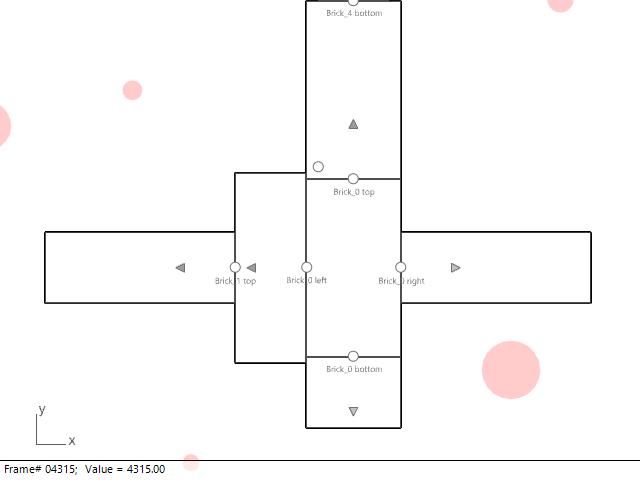 Brick_4 bottom
Brick_0 top
Brick_1 top
Brick_0 left
Brick_0 right
Brick_0 bottom
y
x
Frame# 04315; Value = 4315.00